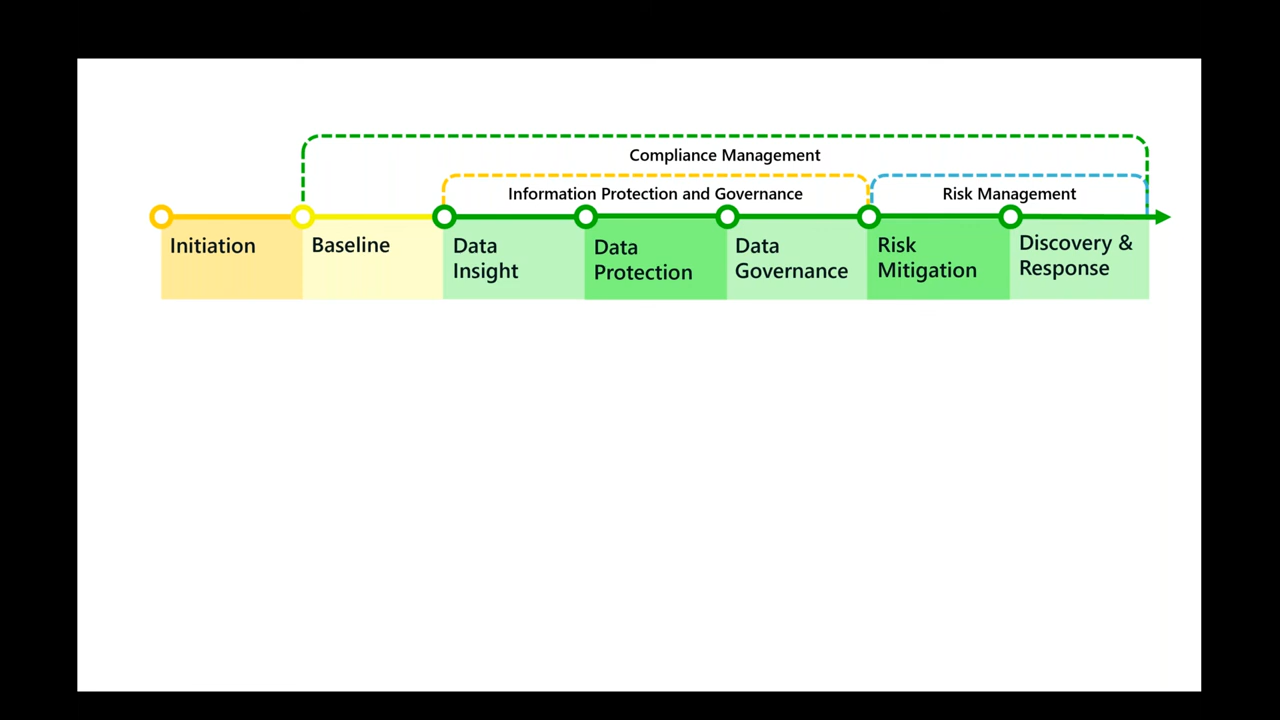 Compliance Management
Information Protection and Governance
Risk Management
Initiation
Baseline
Data
Insight
Data
Protection
Data
Governance
Risk
Mitigation
Discovery &
Response